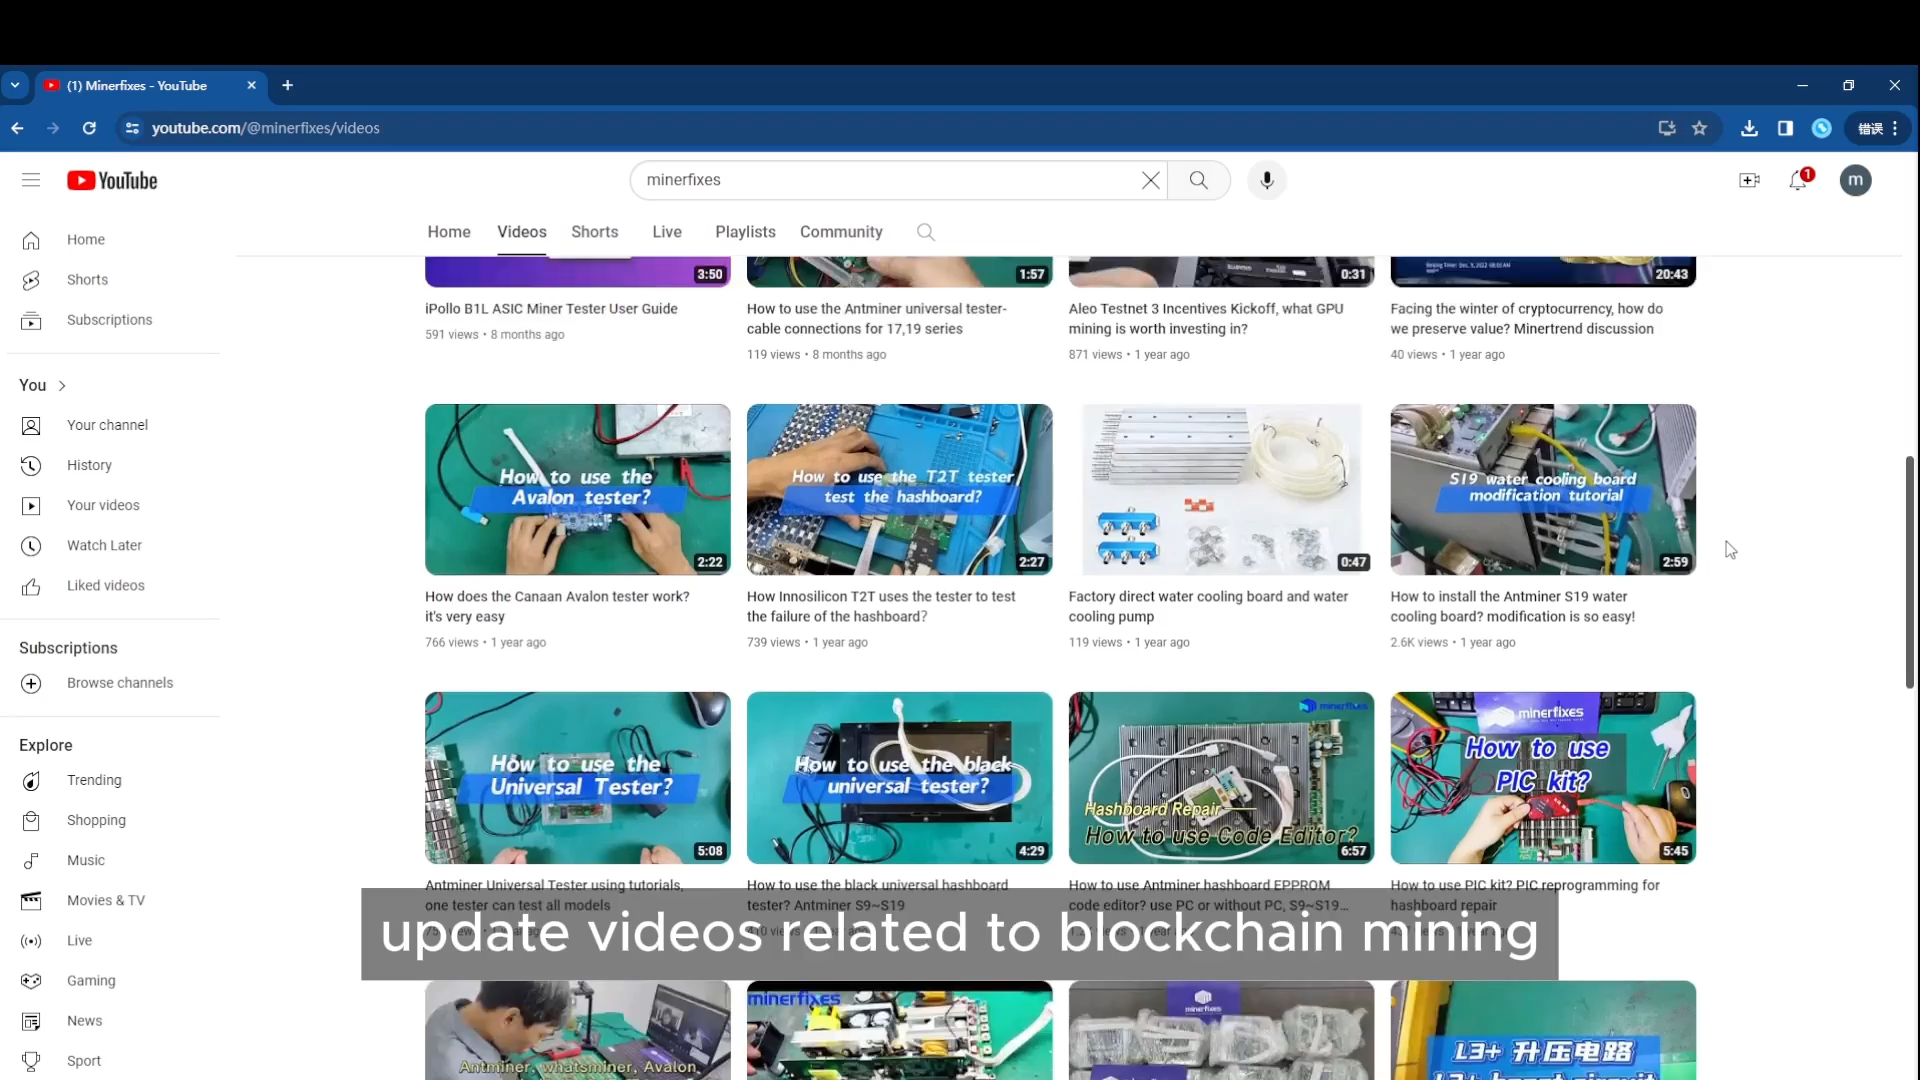 (1) Minerfixes - YouTube
youtube.com/@minerfixes/videos
错误
YouTube
minerfixes
1
m
Home
Videos
Shorts
Live
Playlists
Community
Home
Shorts
Subscriptions
You
Your channel
History
Your videos
Watch Later
Liked videos
Subscriptions
Browse channels
Explore
Trending
Shopping
Music
Movies & TV
Live
Gaming
News
Sport
3:50
1:57
0:31
20:43
iPollo B1L ASIC Miner Tester User Guide
591 views • 8 months ago
How to use the Antminer universal tester-
cable connections for 17,19 series
119 views • 8 months ago
Aleo Testnet 3 Incentives Kickoff, what GPU
mining is worth investing in?
871 views • 1 year ago
Facing the winter of cryptocurrency, how do
we preserve value? Minertrend discussion
40 views • 1 year ago
How to use the
Avalon tester?
2:22
How to use the T2T tester
test the hashboard?
2:27
0:47
S19 water cooling board
modification tutorial
2:59
How does the Canaan Avalon tester work?
it's very easy
766 views • 1 year ago
How Innosilicon T2T uses the tester to test
the failure of the hashboard?
739 views • 1 year ago
Factory direct water cooling board and water
cooling pump
119 views • 1 year ago
How to install the Antminer S19 water
cooling board? modification is so easy!
2.6K views • 1 year ago
How to use the
Universal Tester?
5:08
How to use the black
universal tester?
4:29
minerfixes
Hashboard Repair
How to use Code Editor?
6:57
minerfixes
How to use
PIC kit?
5:45
Antminer Universal Tester using tutorials,
one tester can test all models
How to use the black universal hashboard
tester? Antminer S9~S19
How to use Antminer hashboard EPPROM
code editor? use PC or without PC, S9~S19...
How to use PIC kit? PIC reprogramming for
hashboard repair
update videos related to blockchain mining
Antminer, whatsminer, Avalon,
minerfixes
minerfixes
L3+ 升压电路
L3+ boost circuit